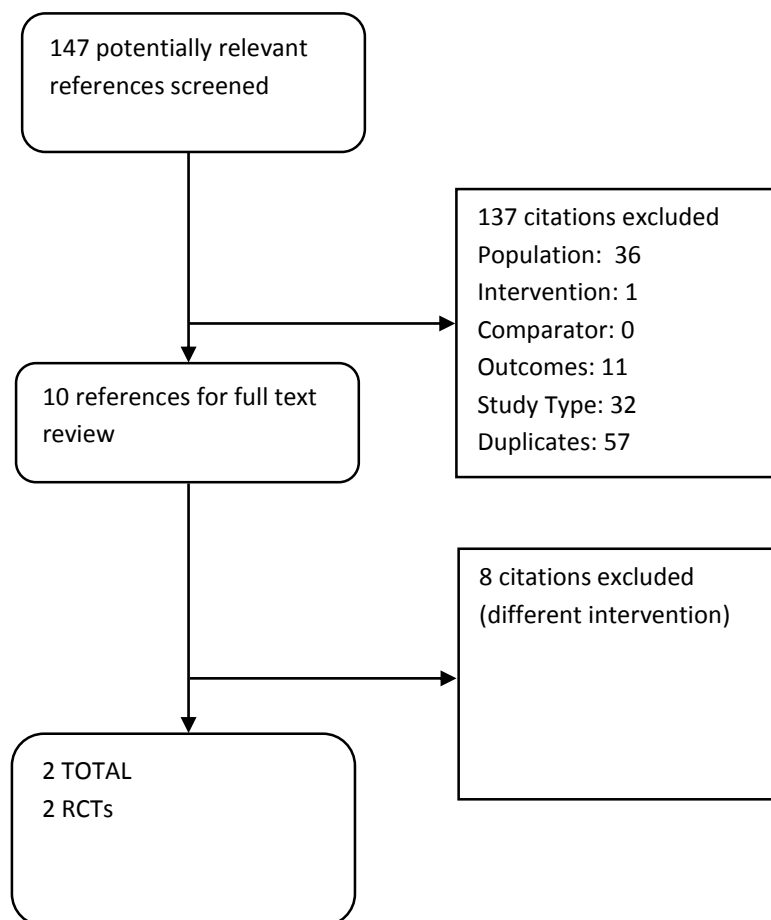 147 potentially relevant
references screened
137 citations excluded
Population:  36
Intervention: 1
Comparator: 0
Outcomes: 11
Study Type: 32
Duplicates: 57
10 references for full text
review
8 citations excluded
(different intervention)
2 TOTAL
2 RCTs